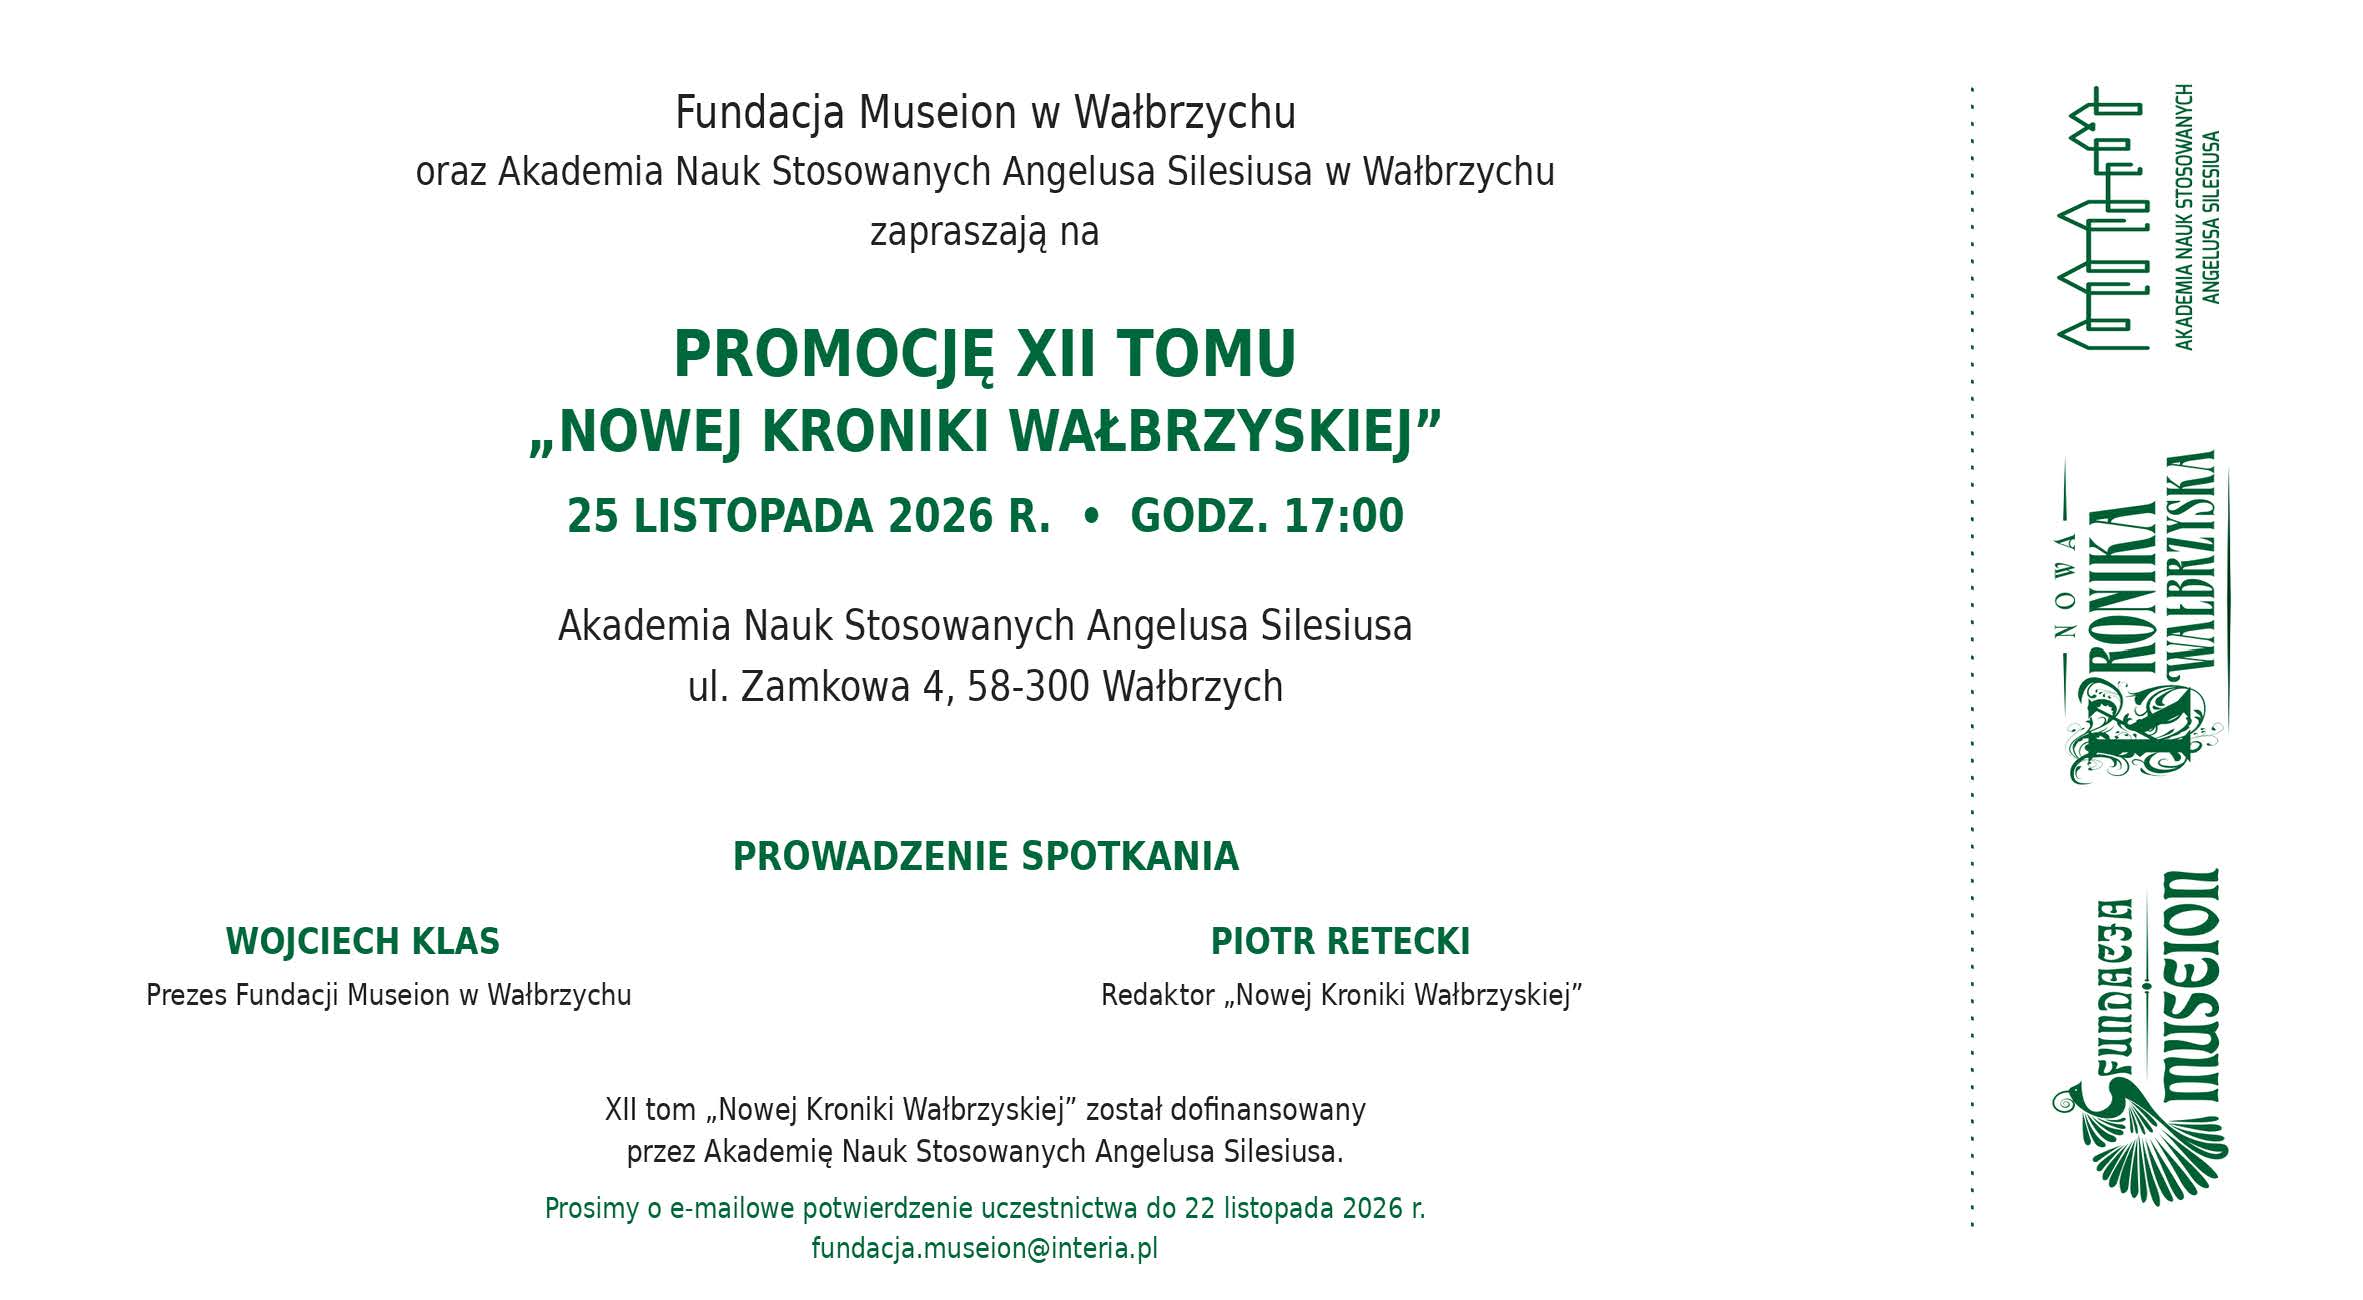 Fundacja Museion w Wałbrzychu
oraz Akademia Nauk Stosowanych Angelusa Silesiusa w Wałbrzychu
zapraszają na
PROMOCJĘ XII TOMU
„NOWEJ KRONIKI WAŁBRZYSKIEJ”
25 LISTOPADA 2026 R. • GODZ. 17:00
Akademia Nauk Stosowanych Angelusa Silesiusa
ul. Zamkowa 4, 58-300 Wałbrzych
PROWADZENIE SPOTKANIA
WOJCIECH KLAS
Prezes Fundacji Museion w Wałbrzychu
PIOTR RETECKI
Redaktor „Nowej Kroniki Wałbrzyskiej”
XII tom „Nowej Kroniki Wałbrzyskiej” został dofinansowany
przez Akademię Nauk Stosowanych Angelusa Silesiusa.
Prosimy o e-mailowe potwierdzenie uczestnictwa do 22 listopada 2026 r.
fundacja.museion@interia.pl
AKADEMIA NAUK STOSOWANYCH
ANGELUSA SILESIUSA
NOWA
KRONIKA
WAŁBRZYSKA
FUNDACJA
MUSEION